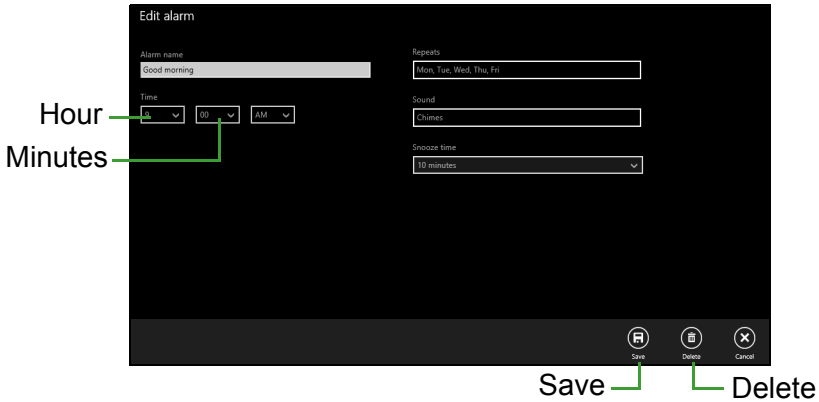 Edit alarm
Alarm name
Good morning
Time
9 00 AM
Repeats
Mon, Tue, Wed, Thu, Fri
Sound
Chimes
Snooze time
10 minutes
Hour
Minutes
Save Delete Cancel
Save Delete